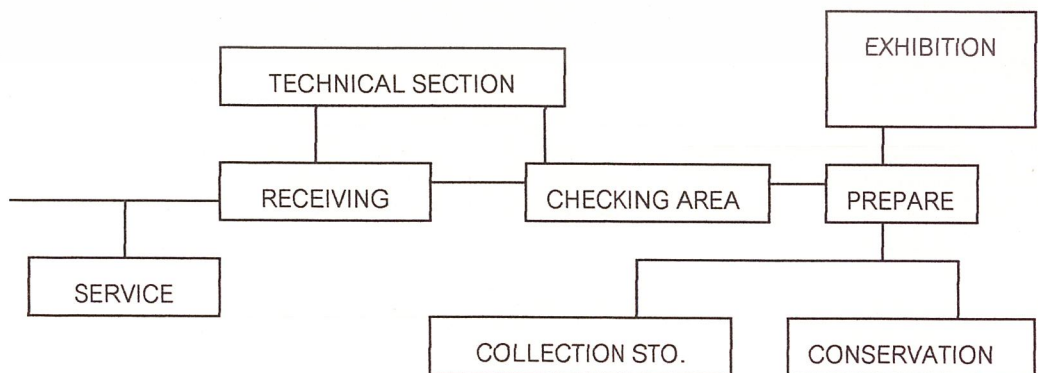 EXHIBITION
TECHNICAL SECTION
RECEIVING
CHECKING AREA
PREPARE
SERVICE
COLLECTION STO.
CONSERVATION